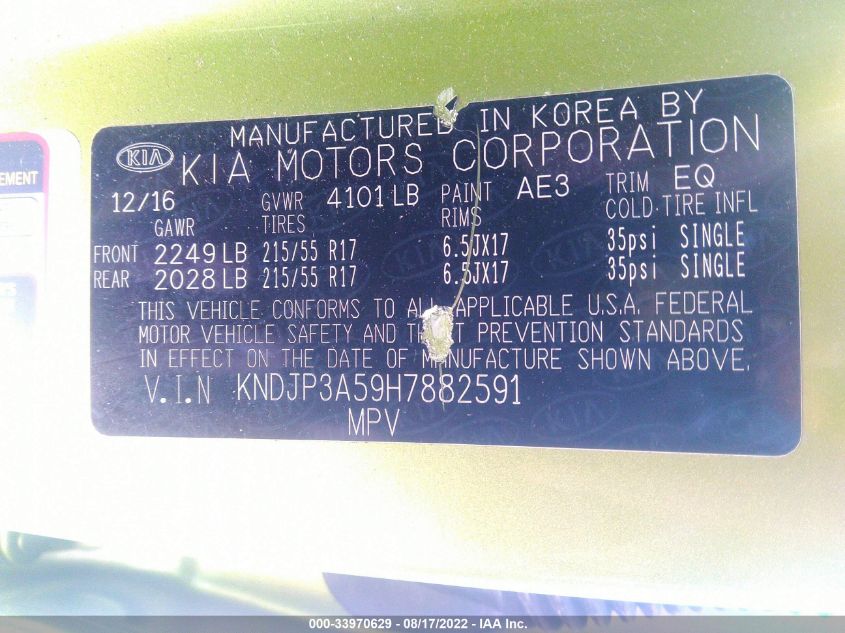 EMENT
MANUFACTURED IN KOREA BY
KIA KIA MOTORS CORPORATION
12/16 GVWR 4101 LB PAINT AE3 TRIM EQ
GAWR TIRES RIMS COLD TIRE INFL
FRONT 2249 LB 215/55 R17 6.5JX17 35psi SINGLE
REAR 2028 LB 215/55 R17 6.5JX17 35psi SINGLE
THIS VEHICLE CONFORMS TO ALL APPLICABLE U.S.A. FEDERAL
MOTOR VEHICLE SAFETY AND THEFT PREVENTION STANDARDS
IN EFFECT ON THE DATE OF MANUFACTURE SHOWN ABOVE.
V.I.N KNDJP3A59H7882591
MPV
000-33970629 - 08/17/2022 - IAA Inc.